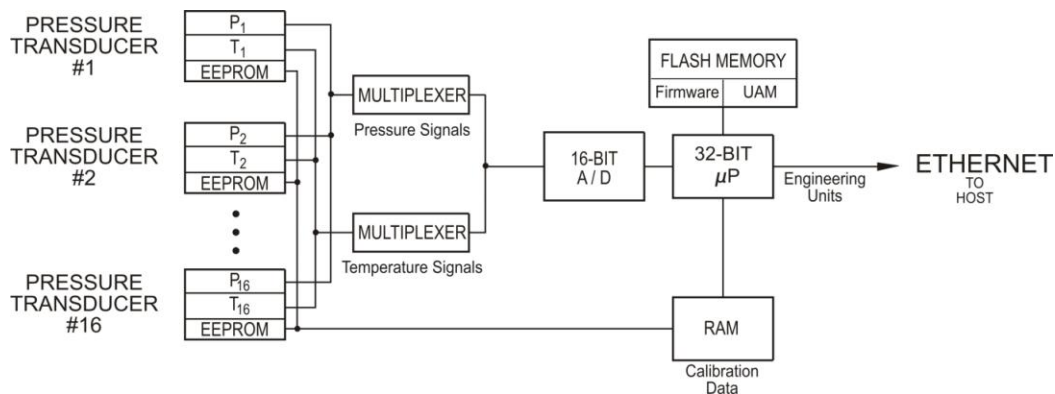 PRESSURE
TRANSDUCER
#1
P1
T1
EEPROM
PRESSURE
TRANSDUCER
#2
P2
T2
EEPROM
PRESSURE
TRANSDUCER
#16
P16
T16
EEPROM
MULTIPLEXER
Pressure Signals
MULTIPLEXER
Temperature Signals
16-BIT
A / D
FLASH MEMORY
Firmware UAM
32-BIT
μP
Engineering
Units
ETHERNET
TO
HOST
RAM
Calibration
Data